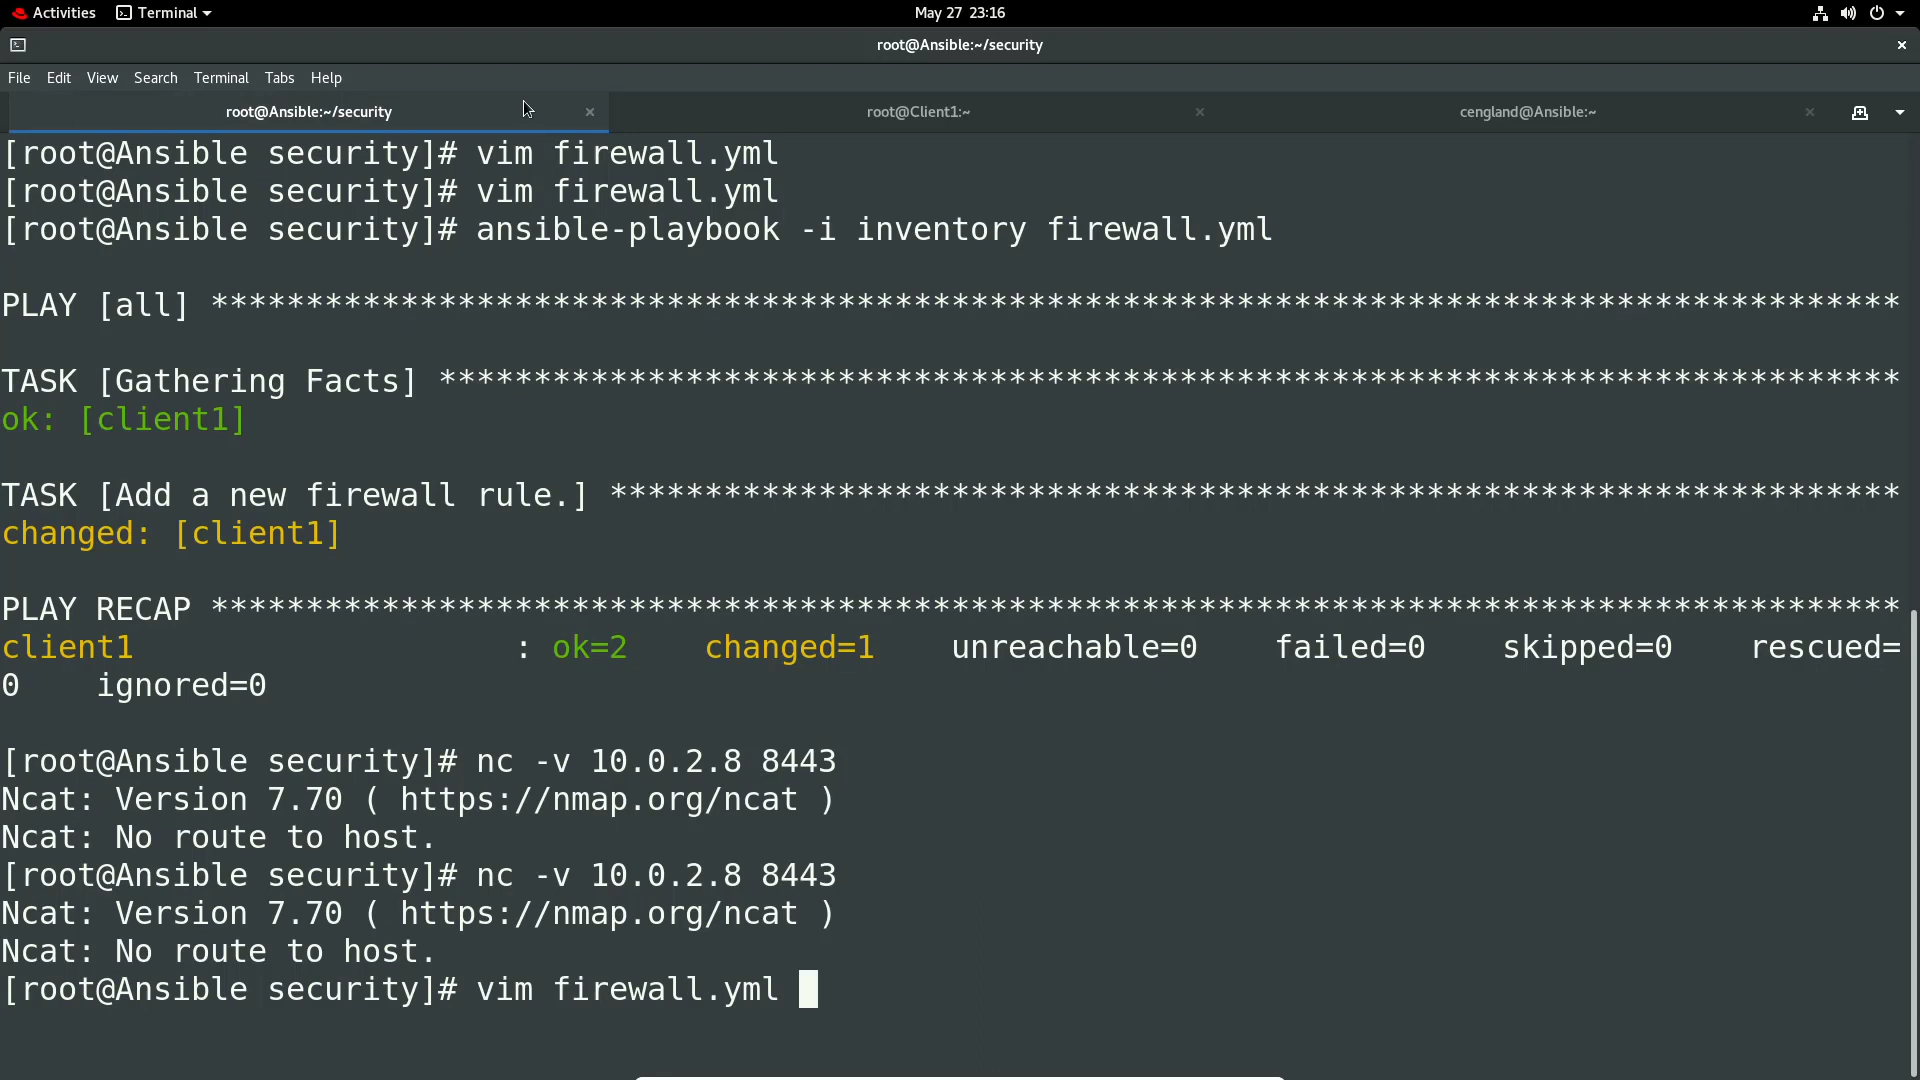 Activities Terminal May 27 23:16
root@Ansible:~/security
File Edit View Search Terminal Tabs Help
root@Ansible:~/security root@Client1:~ cengland@Ansible:~
[root@Ansible security]# vim firewall.yml
[root@Ansible security]# vim firewall.yml
[root@Ansible security]# ansible-playbook -i inventory firewall.yml
PLAY [all] *****************************************************************************************
TASK [Gathering Facts] *****************************************************************************
ok: [client1]
TASK [Add a new firewall rule.] ********************************************************************
changed: [client1]
PLAY RECAP *****************************************************************************************
client1                    : ok=2    changed=1    unreachable=0    failed=0    skipped=0    rescued=
0    ignored=0
[root@Ansible security]# nc -v 10.0.2.8 8443
Ncat: Version 7.70 ( https://nmap.org/ncat )
Ncat: No route to host.
[root@Ansible security]# nc -v 10.0.2.8 8443
Ncat: Version 7.70 ( https://nmap.org/ncat )
Ncat: No route to host.
[root@Ansible security]# vim firewall.yml